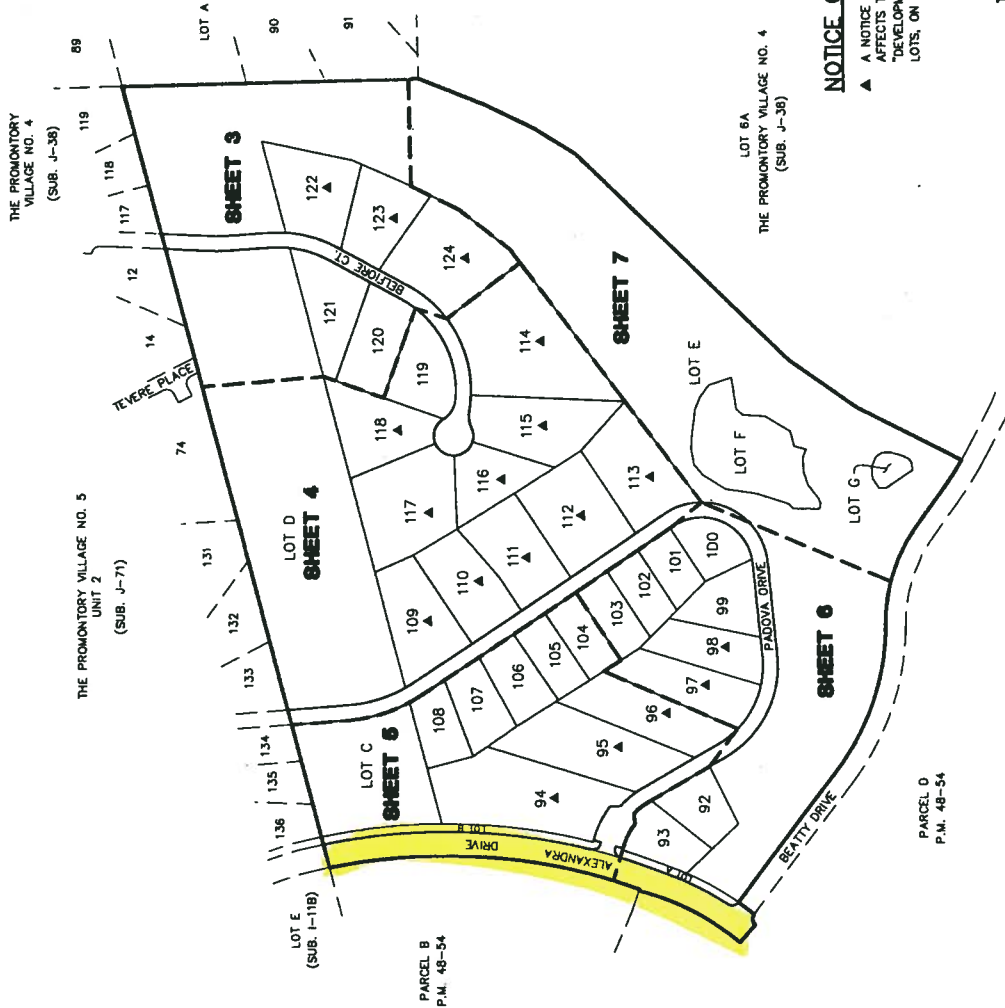 89
LOT A
90
91
THE PROMONTORY
VILLAGE NO. 4
(SUB. J-38)
119
118
117
12
14
TEVERE PLACE
74
THE PROMONTORY VILLAGE NO. 5
UNIT 2
(SUB. J-71)
131
132
133
134
135
136
SHEET 3
122
123
124
BELFIORE CT.
121
120
119
118
114
115
116
117
SHEET 4
LOT D
113
112
111
110
109
SHEET 7
LOT E
LOT F
LOT G
LOT 6A
THE PROMONTORY VILLAGE NO. 4
(SUB. J-38)
NOTICE
A NOTICE
AFFECTS
"DEVELOPM
LOTS, ON
100
101
102
103
104
105
106
107
108
LOT C
SHEET 5
99
98
97
96
95
94
93
92
PADOVA DRIVE
SHEET 6
LOT B
ALEXANDRA
DRIVE
LOT A
BEATTY DRIVE
LOT E
(SUB. I-11B)
PARCEL B
P.M. 48-54
PARCEL D
P.M. 48-54